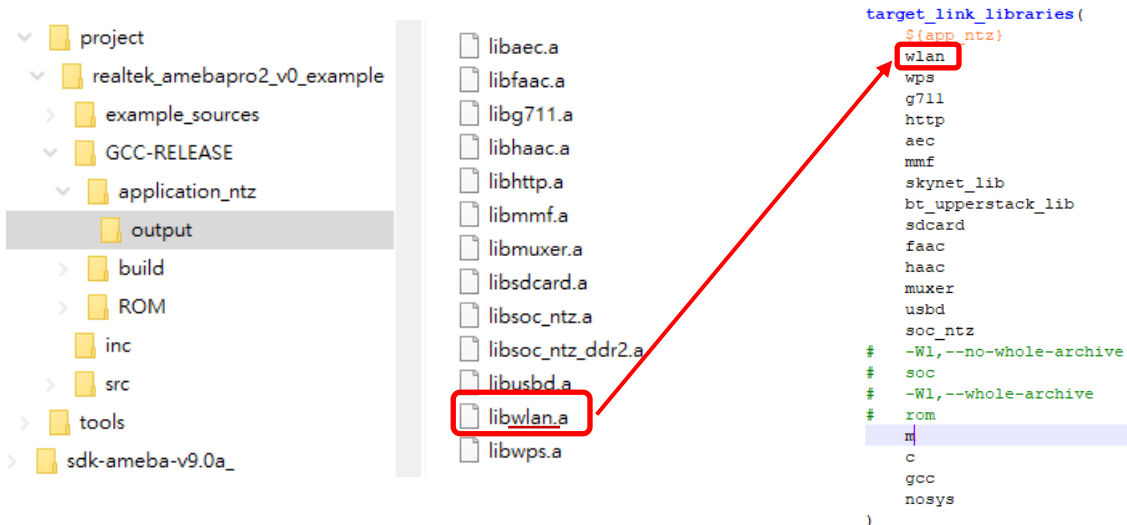 project
realtek_amebapro2_v0_example
example_sources
GCC-RELEASE
application_ntz
output
build
ROM
inc
src
tools
sdk-ameba-v9.0a_
libaec.a
libfaac.a
libg711.a
libhaac.a
libhttp.a
libmmf.a
libmuxer.a
libsdcard.a
libsoc_ntz.a
libsoc_ntz_ddr2.a
libusbd.a
libwlan.a
libwps.a
target_link_libraries(
${app_ntz}
wlan
wps
g711
http
aec
mmf
skynet_lib
bt_upperstack_lib
sdcard
faac
haac
muxer
usbd
soc_ntz
# -Wl,--no-whole-archive
# soc
# -Wl,--whole-archive
# rom
m
c
gcc
nosys
)